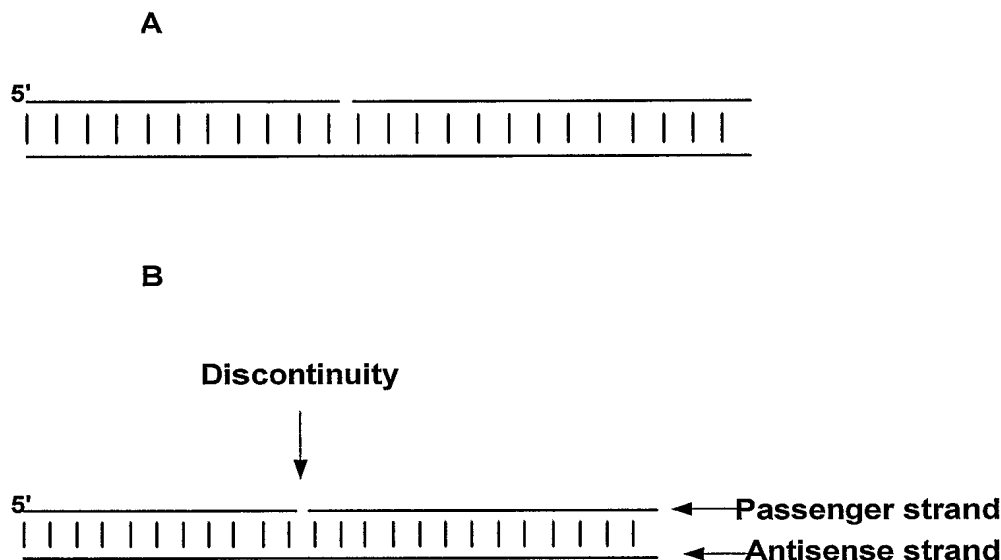 A
5'
B
Discontinuity
5'
Passenger strand
Antisense strand